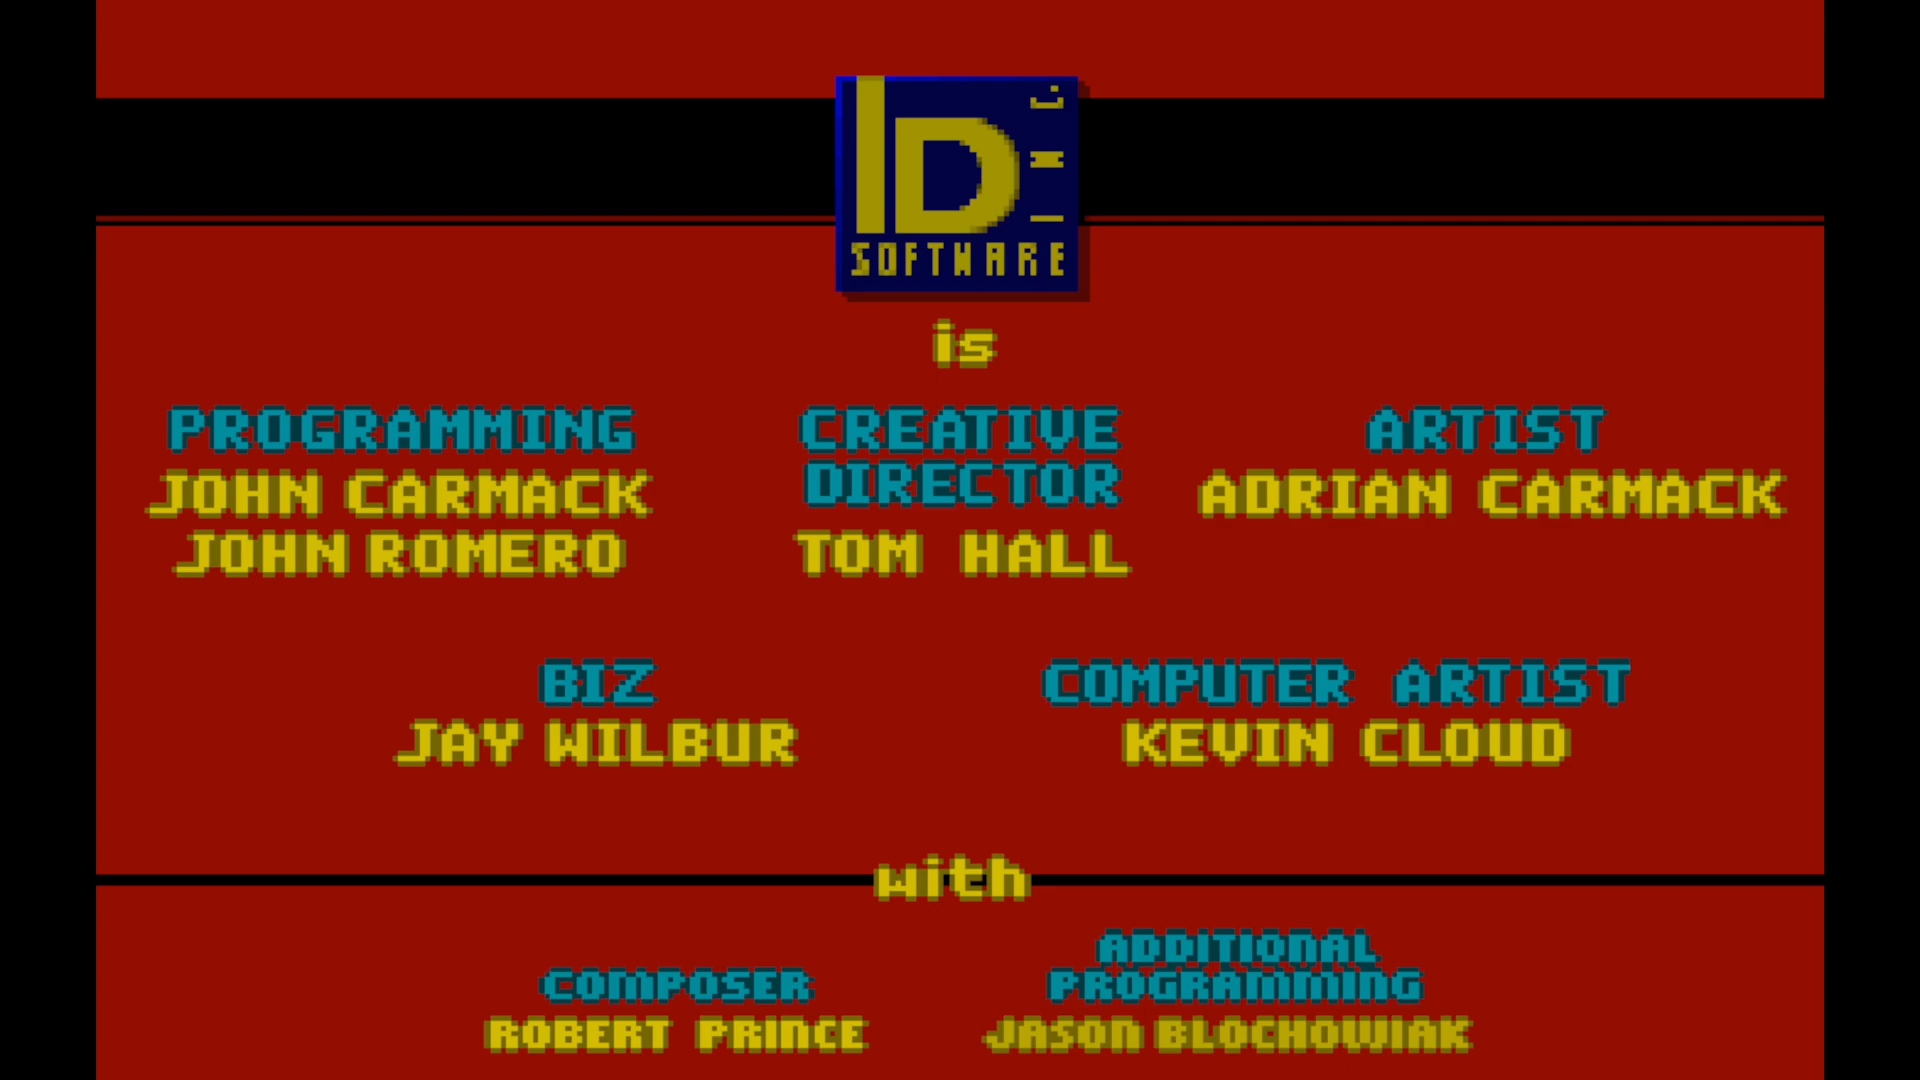 ID
SOFTWARE
INC.
is
PROGRAMMING
JOHN CARMACK
JOHN ROMERO
CREATIVE
DIRECTOR
TOM HALL
ARTIST
ADRIAN CARMACK
BIZ
JAY WILBUR
COMPUTER ARTIST
KEVIN CLOUD
with
COMPOSER
ROBERT PRINCE
ADDITIONAL
PROGRAMMING
JASON BLOCHOWIAK